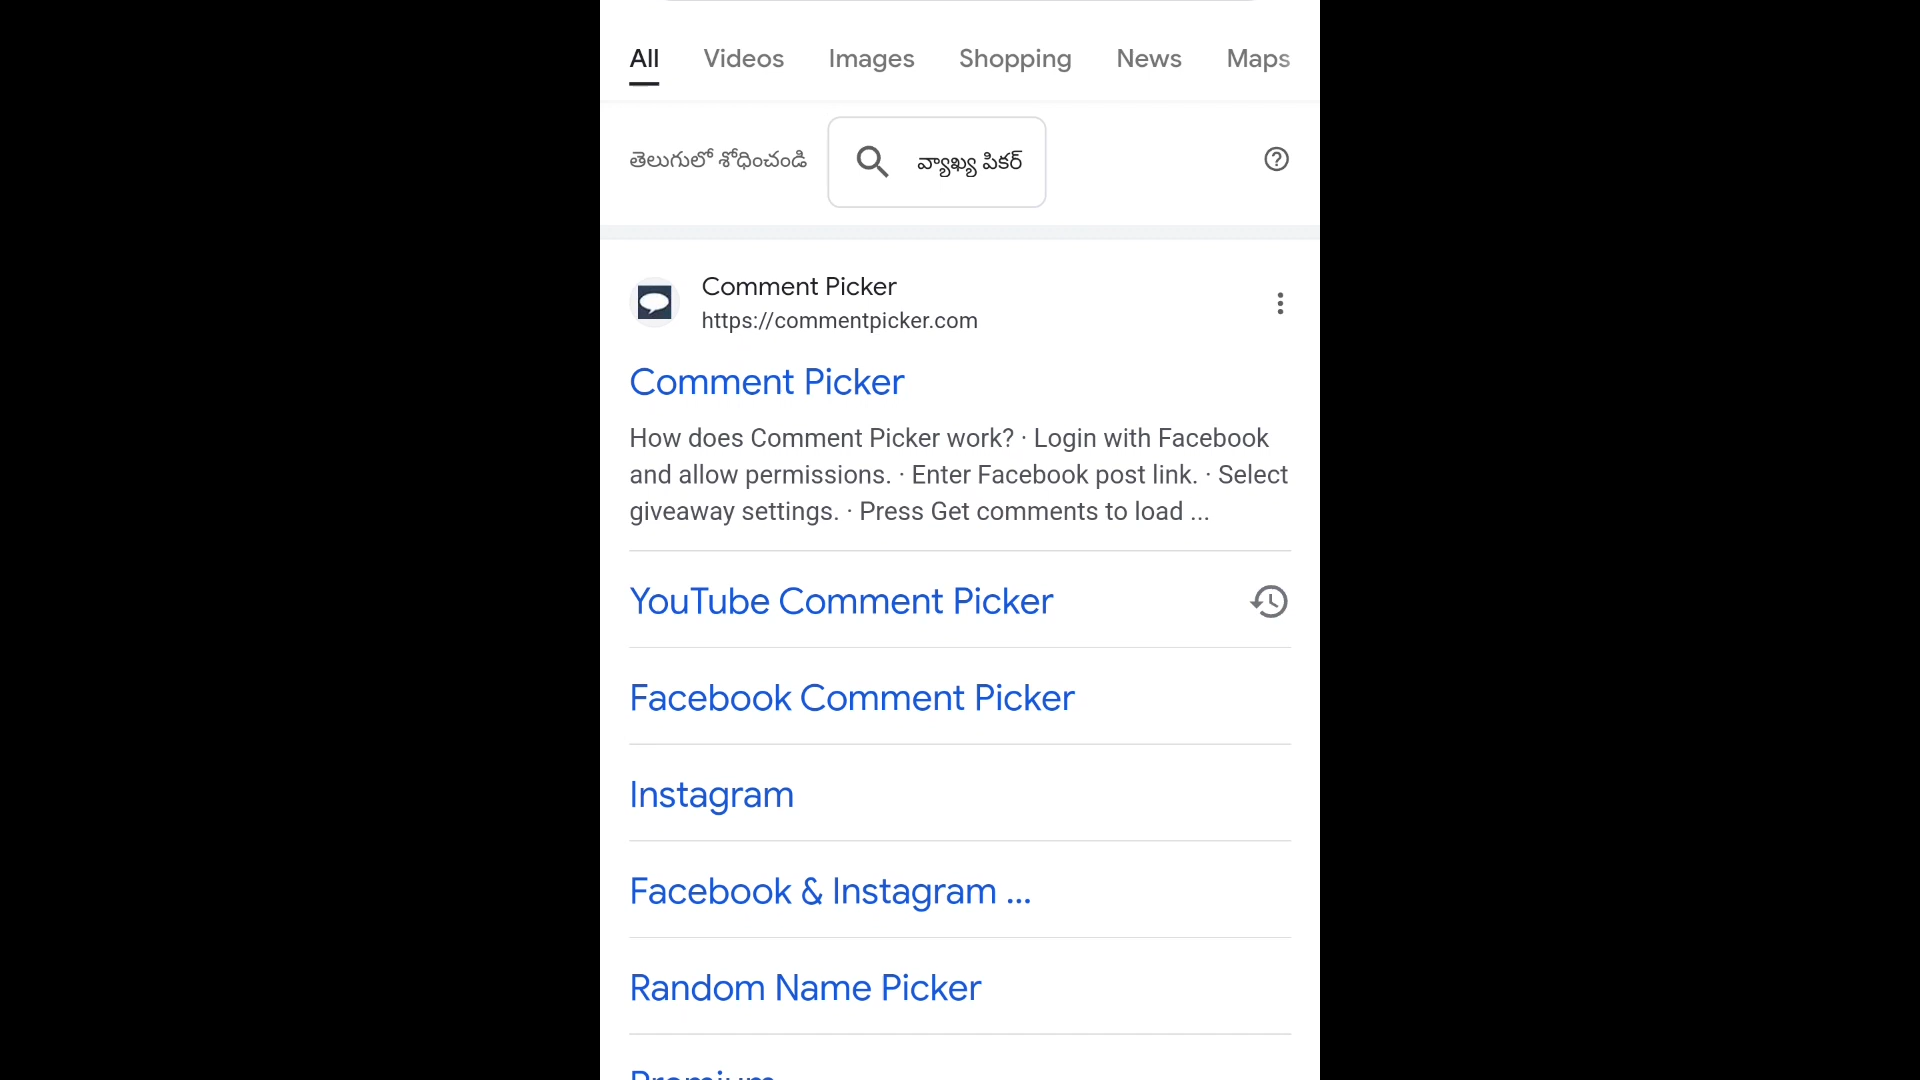 All Videos Images Shopping News Maps
తెలుగులో శోధించండి వ్యాఖ్య పికర్
Comment Picker
https://commentpicker.com
Comment Picker
How does Comment Picker work? · Login with Facebook
and allow permissions. · Enter Facebook post link. · Select
giveaway settings. · Press Get comments to load ...
YouTube Comment Picker
Facebook Comment Picker
Instagram
Facebook & Instagram ...
Random Name Picker
Premium